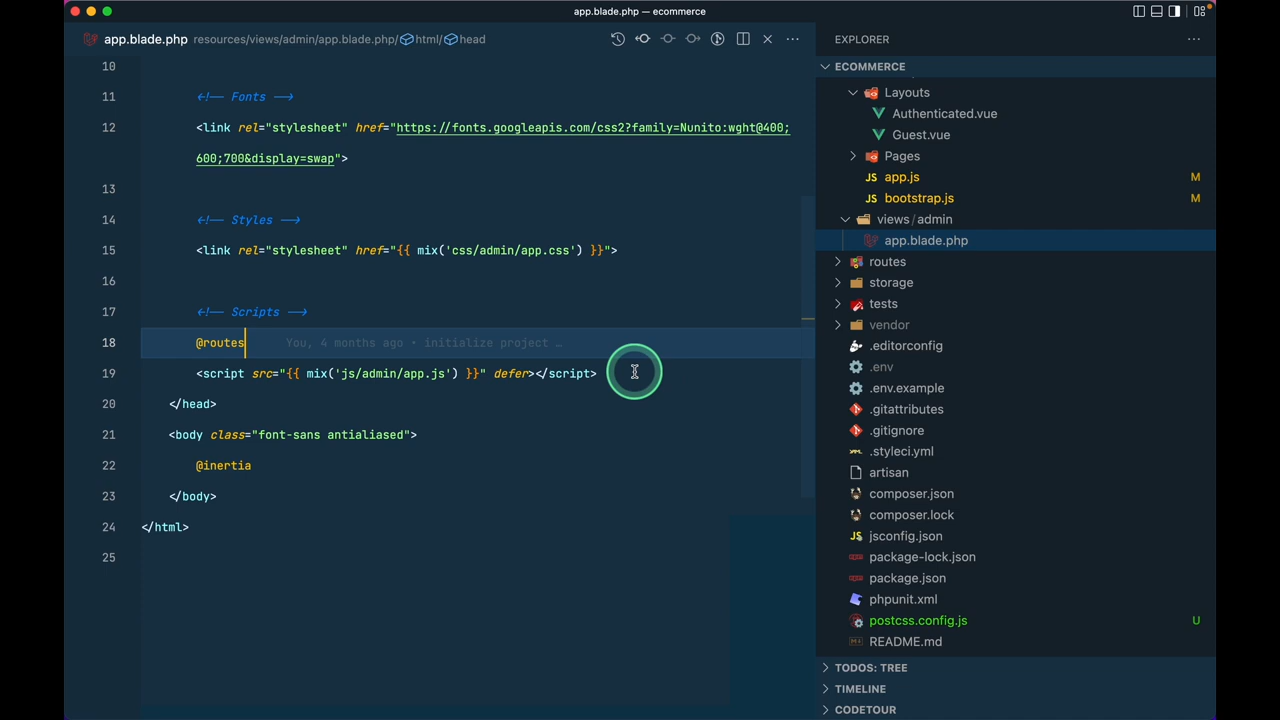 app.blade.php — ecommerce
app.blade.php resources/views/admin/app.blade.php/html/head
10
11 <!-- Fonts -->
12 <link rel="stylesheet" href="https://fonts.googleapis.com/css2?family=Nunito:wght@400;
600;700&display=swap">
13
14 <!-- Styles -->
15 <link rel="stylesheet" href="{{ mix('css/admin/app.css') }}">
16
17 <!-- Scripts -->
18 @routes You, 4 months ago • initialize project …
19 <script src="{{ mix('js/admin/app.js') }}" defer></script>
20 </head>
21 <body class="font-sans antialiased">
22 @inertia
23 </body>
24 </html>
25
EXPLORER
ECOMMERCE
Layouts
Authenticated.vue
Guest.vue
Pages
JS app.js M
JS bootstrap.js M
views/admin
app.blade.php
routes
storage
tests
vendor
.editorconfig
.env
.env.example
.gitattributes
.gitignore
.styleci.yml
artisan
composer.json
composer.lock
JS jsconfig.json
package-lock.json
package.json
phpunit.xml
postcss.config.js U
README.md
TODOS: TREE
TIMELINE
CODETOUR